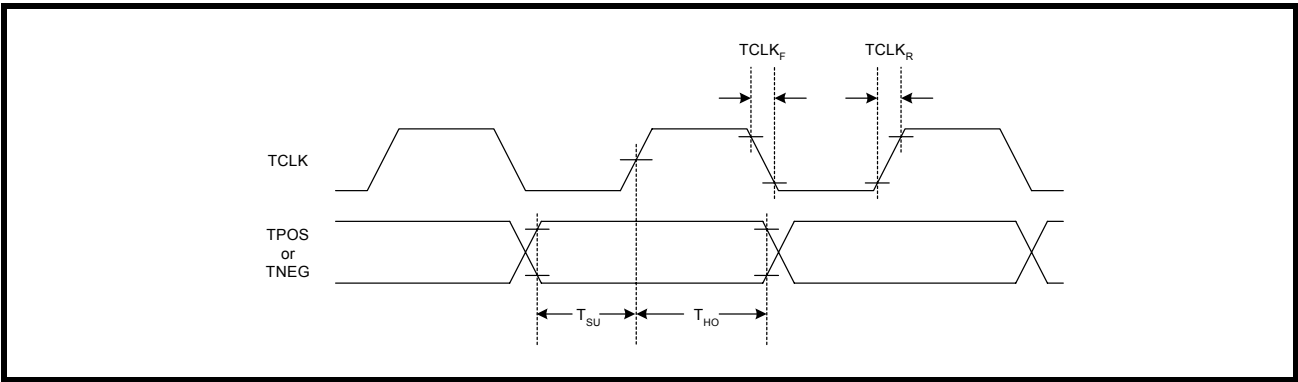 TCLKF TCLKR
TCLK
TPOS
or
TNEG
TSU THO